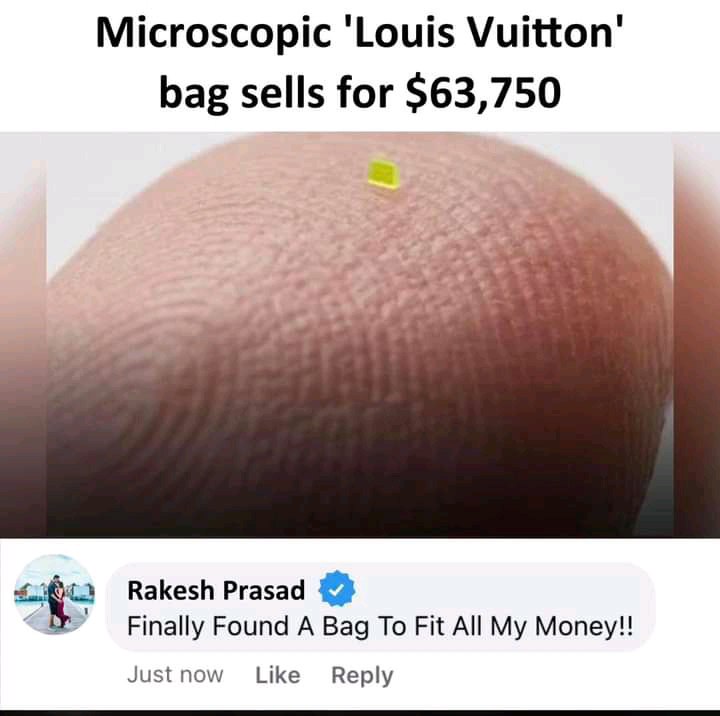 Microscopic 'Louis Vuitton'
bag sells for $63,750
Rakesh Prasad
Finally Found A Bag To Fit All My Money!!
Just now Like Reply